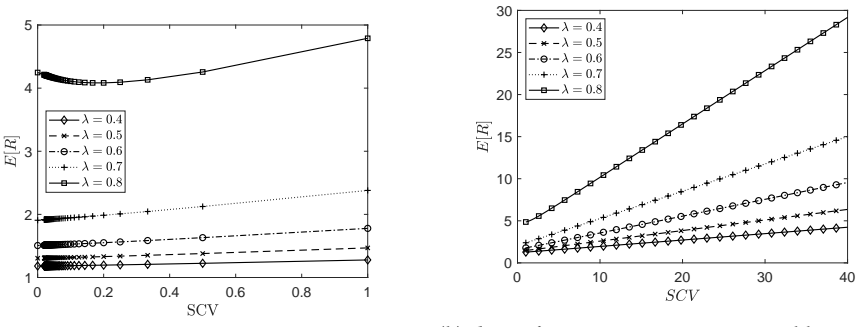 5
4
3
2
1
E[R]
λ = 0.4
λ = 0.5
λ = 0.6
λ = 0.7
λ = 0.8
0 0.2 0.4 0.6 0.8 1
SCV
30
25
20
15
10
5
0
E[R]
λ = 0.4
λ = 0.5
λ = 0.6
λ = 0.7
λ = 0.8
0 10 20 30 40
SCV